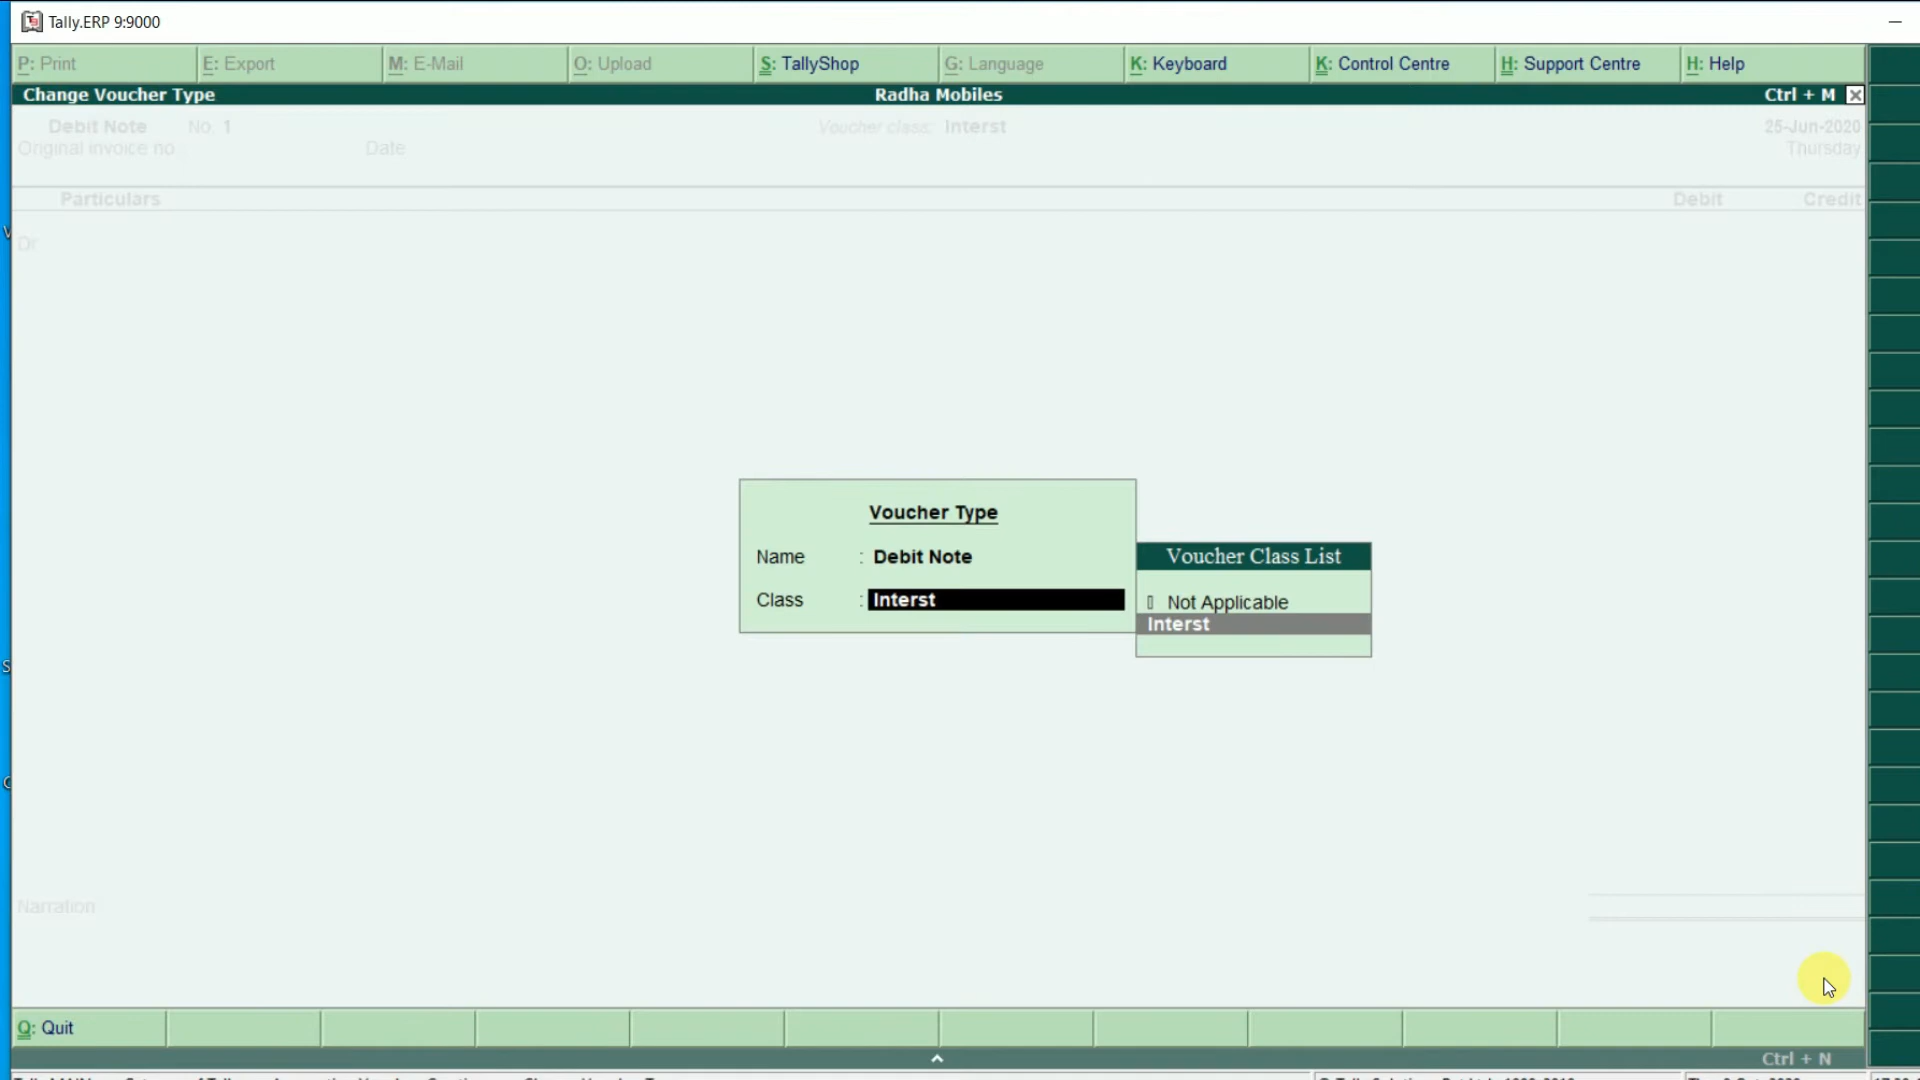 Tally.ERP 9:9000
P: Print E: Export M: E-Mail O: Upload S: TallyShop G: Language K: Keyboard K: Control Centre H: Support Centre H: Help
Change Voucher Type Radha Mobiles Ctrl + M
Debit Note No. 1 Voucher class: Interst 25-Jun-2020
Original invoice no Date Thursday
Particulars Debit Credit
Dr
Voucher Type
Name : Debit Note
Class : Interst
Voucher Class List
Not Applicable
Interst
Narration
Q: Quit
Ctrl + N